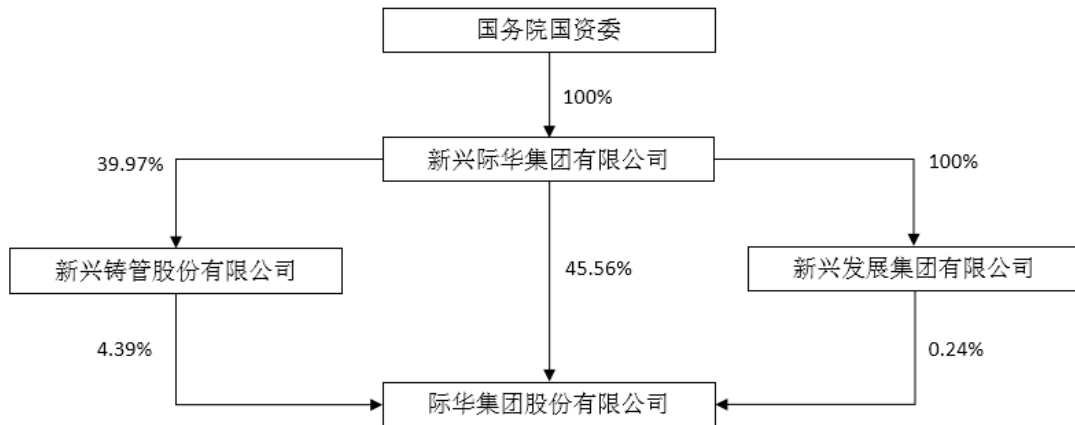 国务院国资委
100%
新兴际华集团有限公司
39.97%
100%
新兴铸管股份有限公司
45.56%
新兴发展集团有限公司
4.39%
0.24%
际华集团股份有限公司